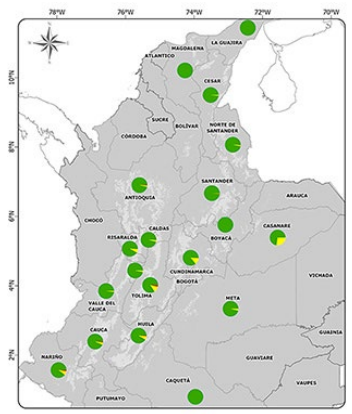 78°W 76°W 74°W 72°W 70°W
LA GUAJIRA
MAGDALENA
ATLANTICO
10°N
CESAR
SUCRE
BOLÍVAR
NORTE DE
SANTANDER
CÓRDOBA
8°N
SANTANDER
ANTIOQUIA
ARAUCA
6°N
CHOCÓ
CALDAS
BOYACÁ
CASANARE
RISARALDA
CUNDINAMARCA
VICHADA
BOGOTÁ
4°N
TOLIMA
META
VALLE DEL
CAUCA
GUAINIA
CAUCA
HUILA
2°N
GUAVIARE
NARIÑO
CAQUETÁ
VAUPES
PUTUMAYO